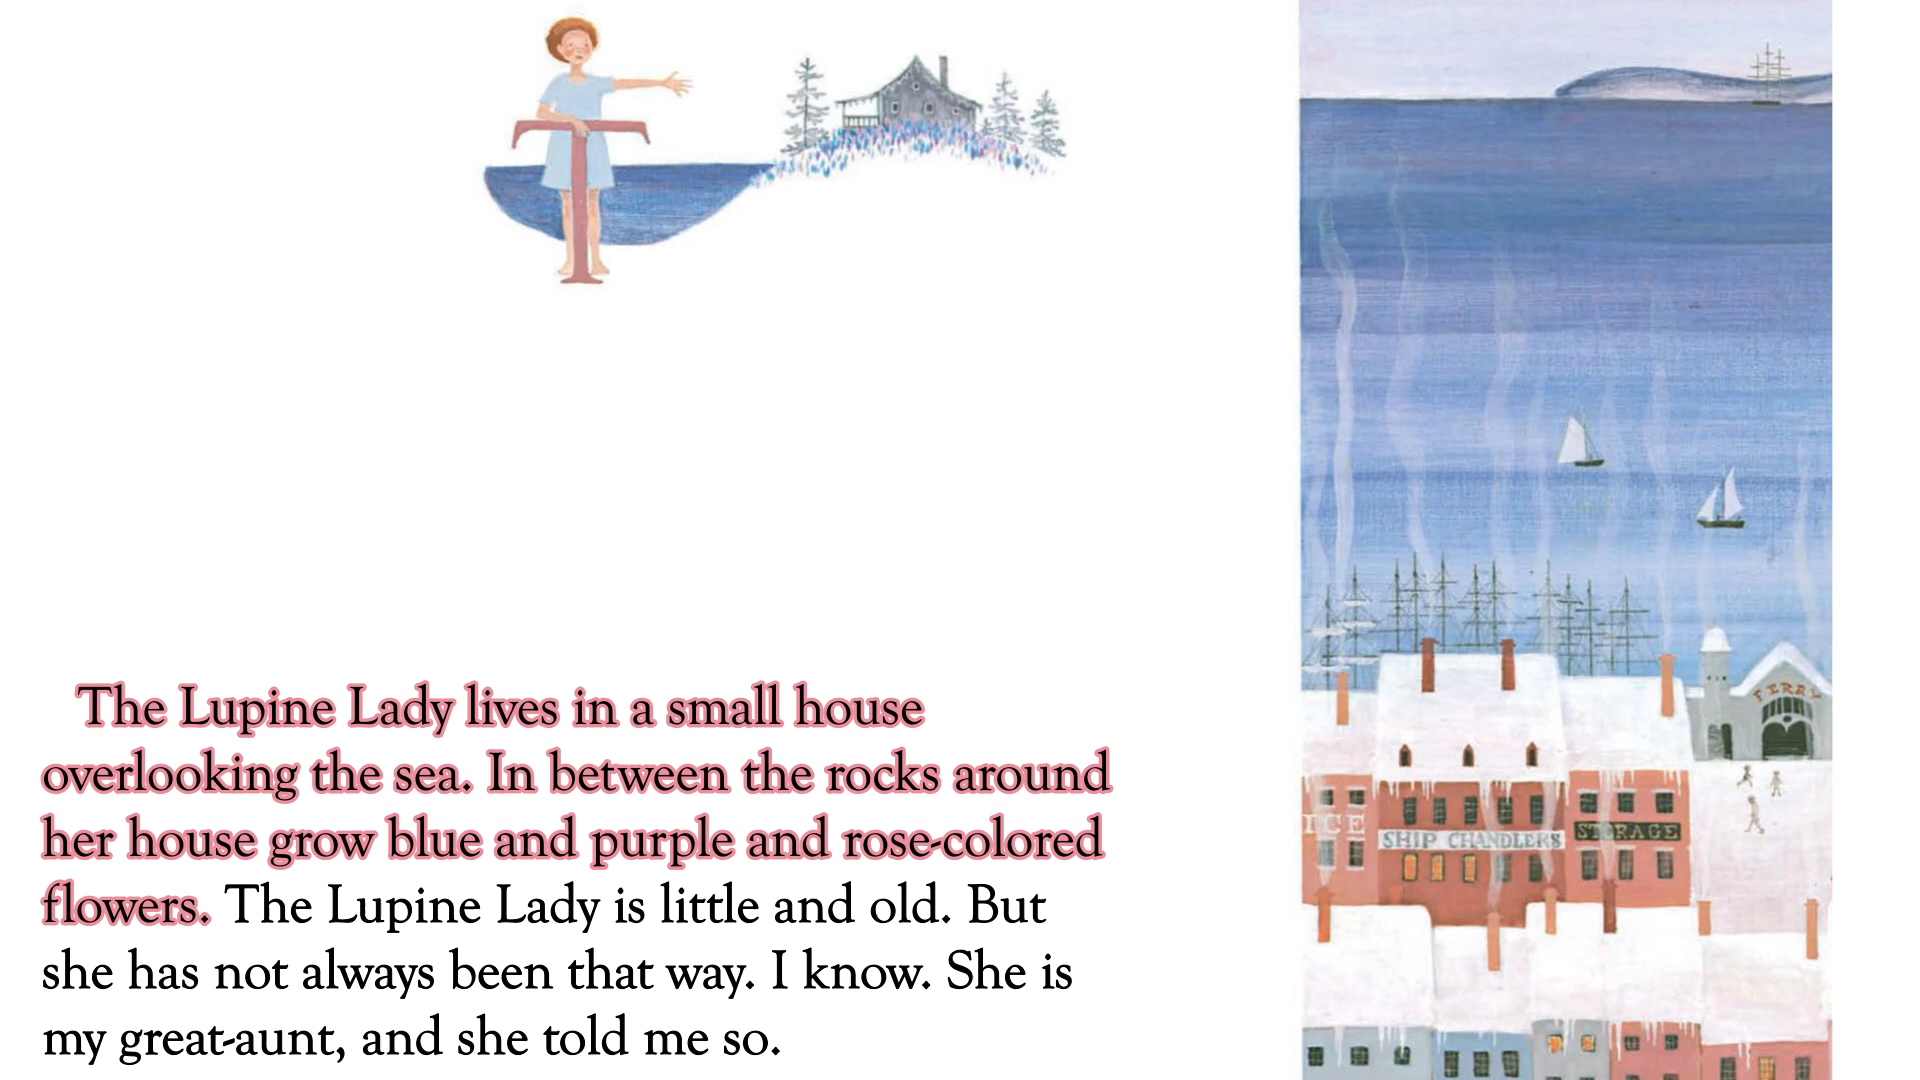 The Lupine Lady lives in a small house
overlooking the sea. In between the rocks around
her house grow blue and purple and rose-colored
flowers. The Lupine Lady is little and old. But
she has not always been that way. I know. She is
my great-aunt, and she told me so.
FERRY
ICE
SHIP CHANDLERS
STORAGE